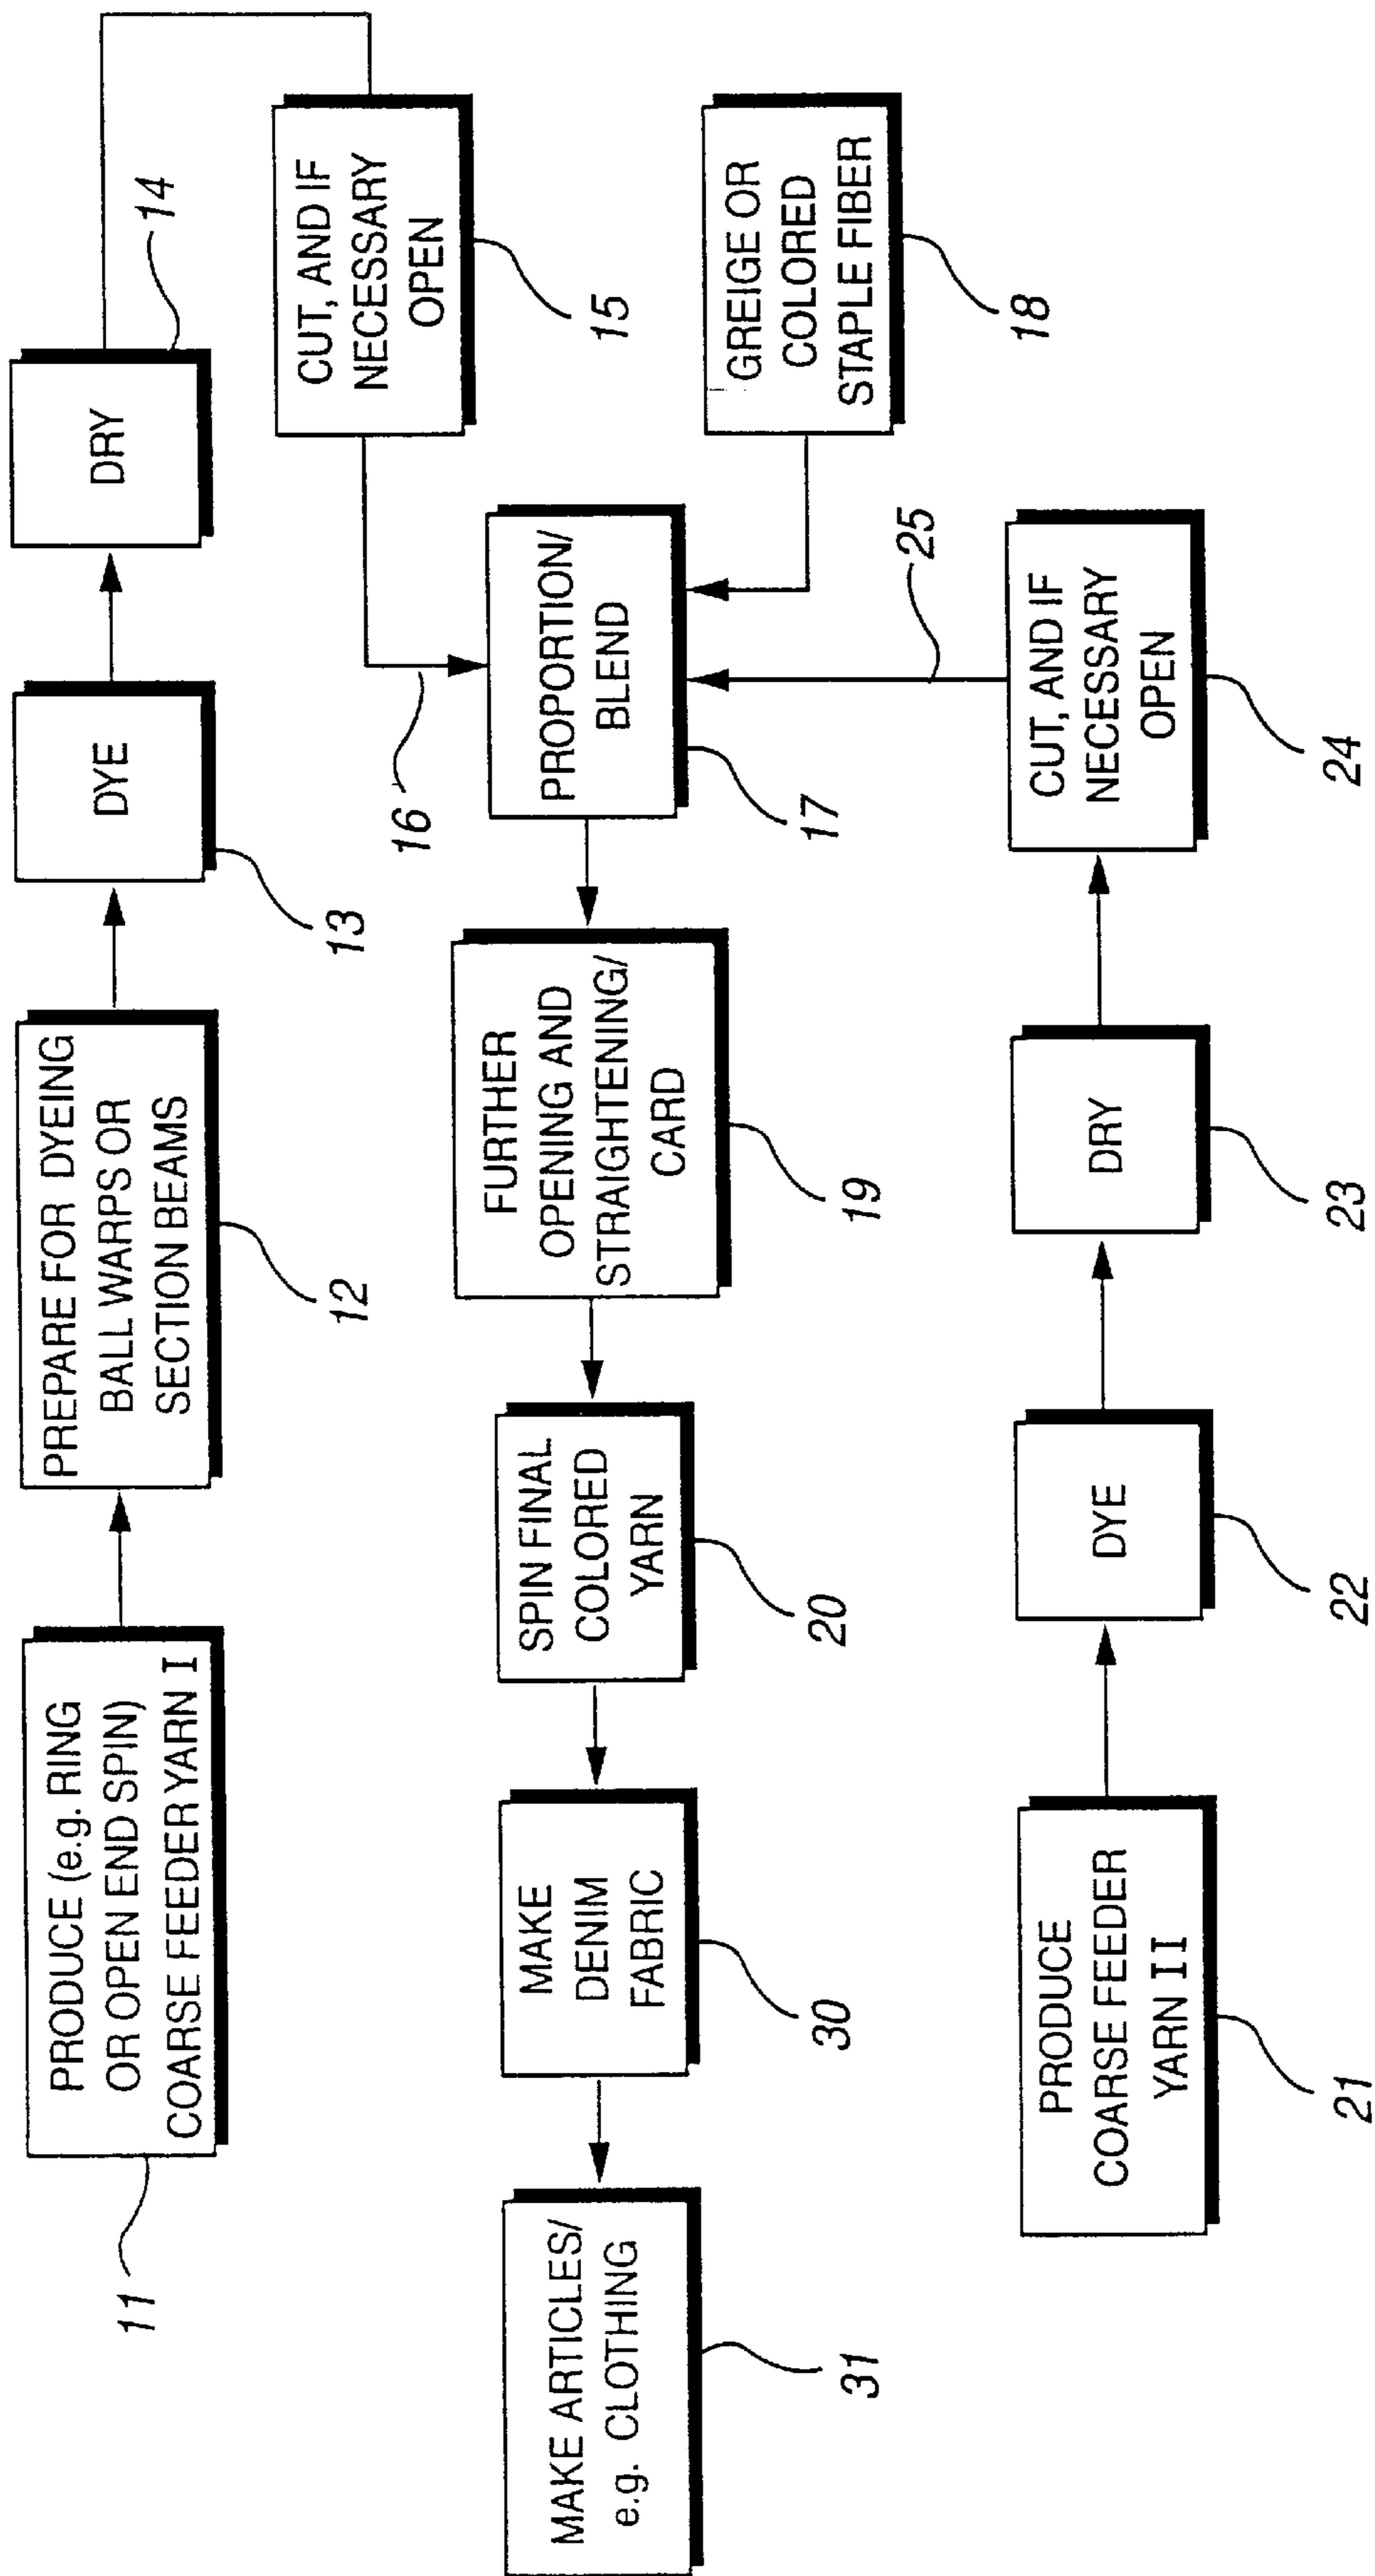 PRODUCE (e.g. RING
OR OPEN END SPIN)
COARSE FEEDER YARN I
11
PREPARE FOR DYEING
BALL WARPS OR
SECTION BEAMS
12
DYE
13
DRY
14
CUT, AND IF
NECESSARY
OPEN
15
16
PROPORTION/
BLEND
17
GREIGE OR
COLORED
STAPLE FIBER
18
FURTHER
OPENING AND
STRAIGHTENING/
CARD
19
SPIN FINAL
COLORED
YARN
20
MAKE
DENIM
FABRIC
30
MAKE ARTICLES/
e.g. CLOTHING
31
PRODUCE
COARSE FEEDER
YARN II
21
DYE
22
DRY
23
CUT, AND IF
NECESSARY
OPEN
24
25